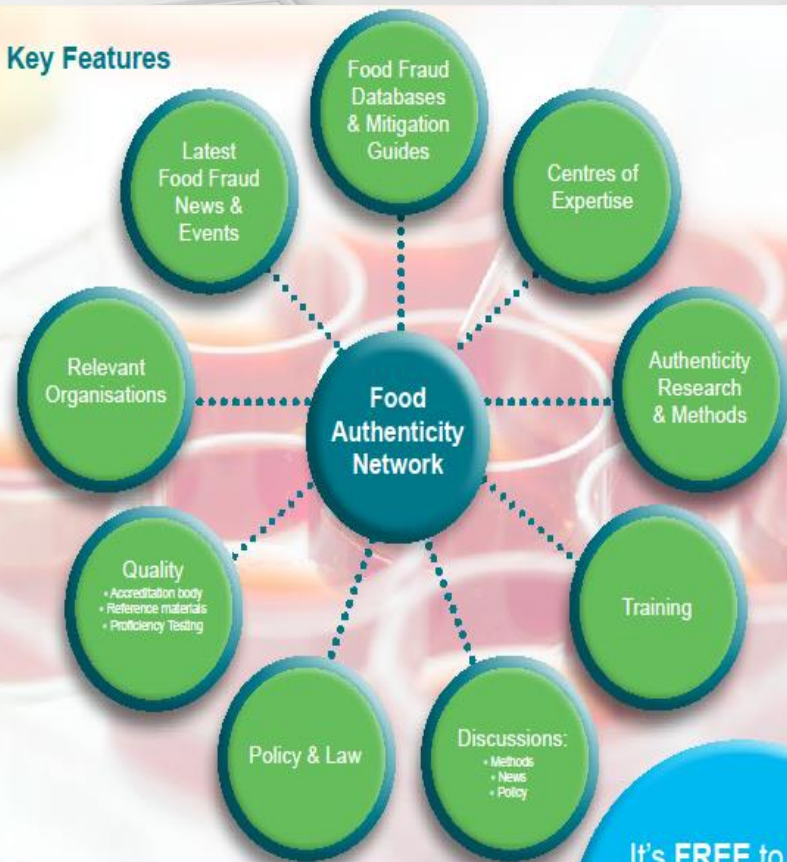 Key Features
Food Fraud
Databases
& Mitigation
Guides
Latest
Food Fraud
News &
Events
Centres of
Expertise
Relevant
Organisations
Food
Authenticity
Network
Authenticity
Research
& Methods
Quality
• Accreditation body
• Reference materials
• Proficiency Testing
Training
Policy & Law
Discussions:
• Methods
• News
• Policy
It's FREE to